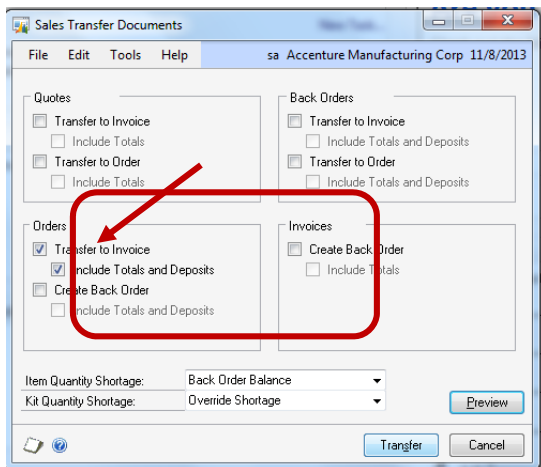 Sales Transfer Documents
File Edit Tools Help sa Accenture Manufacturing Corp 11/8/2013
Quotes
Transfer to Invoice
Include Totals
Transfer to Order
Include Totals
Back Orders
Transfer to Invoice
Include Totals and Deposits
Transfer to Order
Include Totals and Deposits
Orders
Transfer to Invoice
Include Totals and Deposits
Create Back Order
Include Totals and Deposits
Invoices
Create Back Order
Include Totals
Item Quantity Shortage: Back Order Balance
Kit Quantity Shortage: Override Shortage
Preview
Transfer Cancel